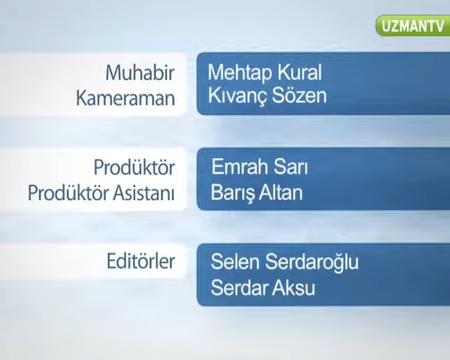 UZMANTV
Muhabir Mehtap Kural
Kameraman Kıvanç Sözen
Prodüktör Emrah Sarı
Prodüktör Asistanı Barış Altan
Editörler Selen Serdaroğlu
Serdar Aksu